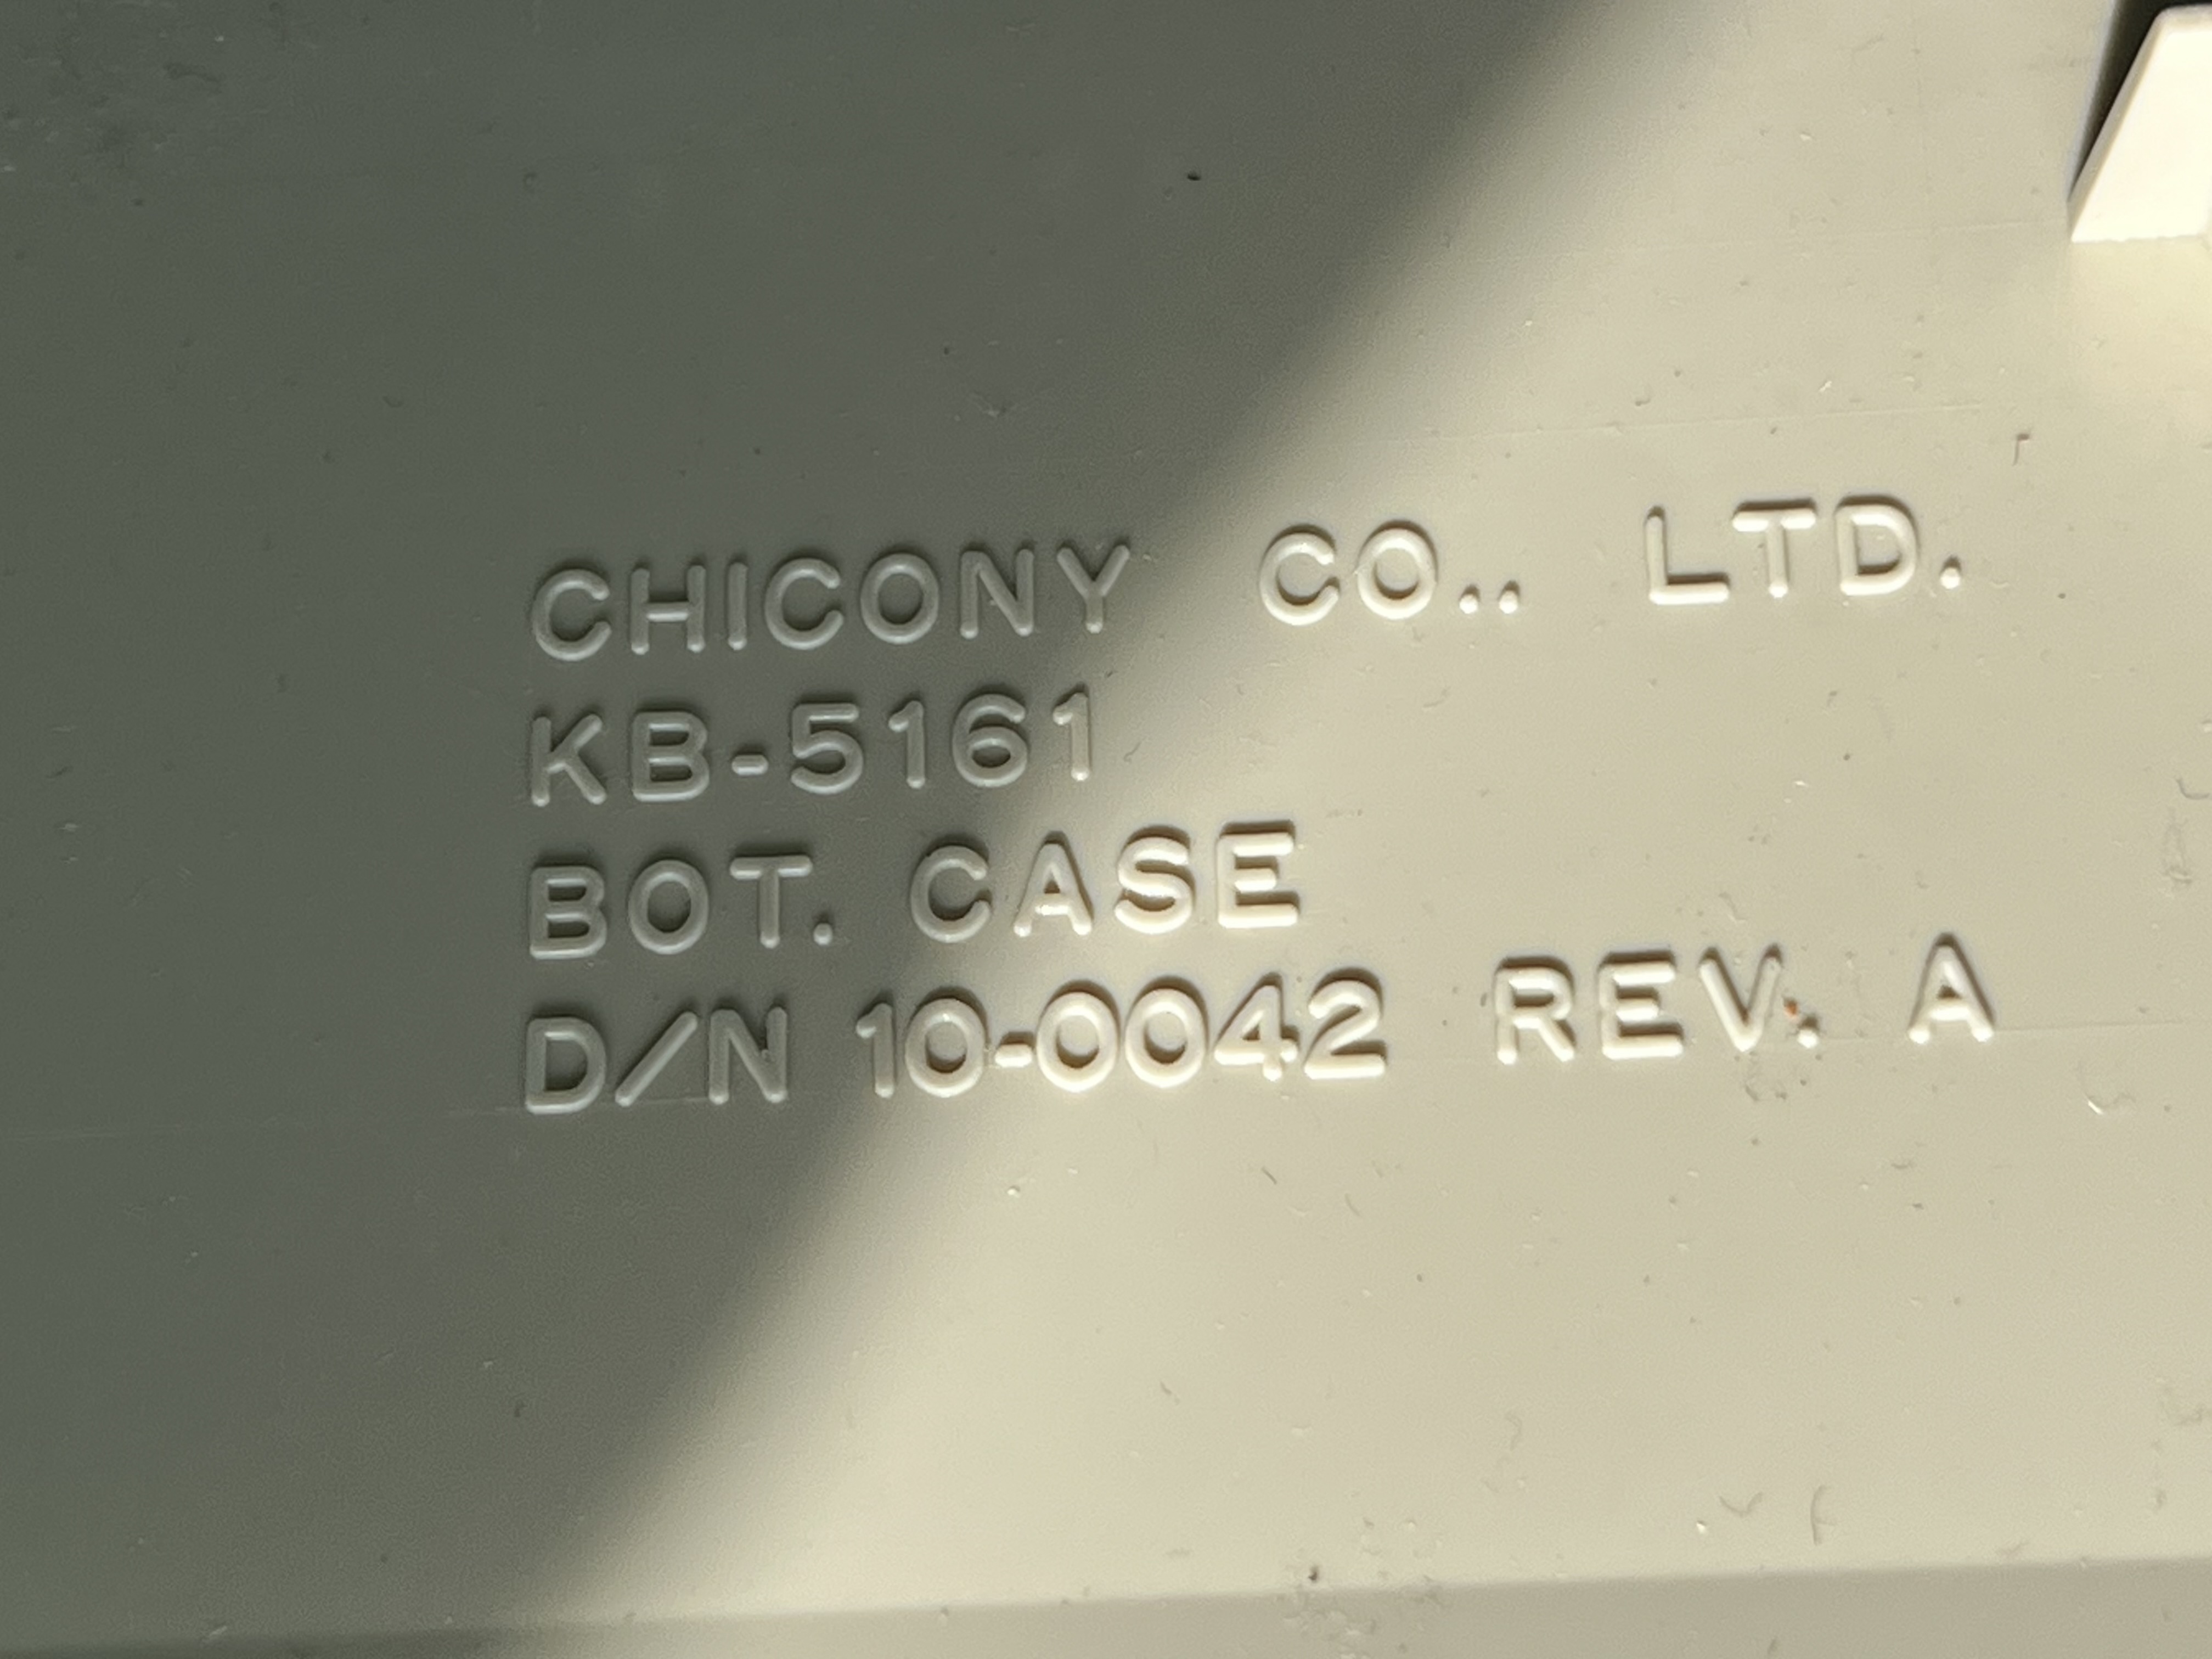 CHICONY CO.. LTD.
KB-5161
BOT. CASE
D/N 10-0042 REV. A